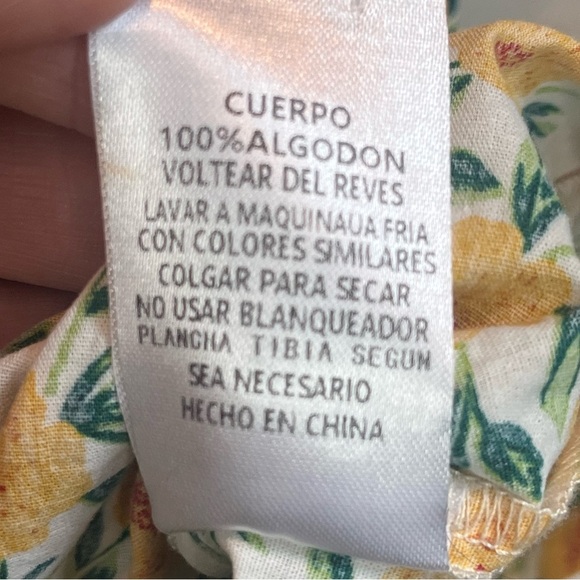 CUERPO
100%ALGODON
VOLTEAR DEL REVES
LAVAR A MAQUINAUA FRIA
CON COLORES SIMILARES
COLGAR PARA SECAR
NO USAR BLANQUEADOR
PLANCHA TIBIA SEGUN
SEA NECESARIO
HECHO EN CHINA